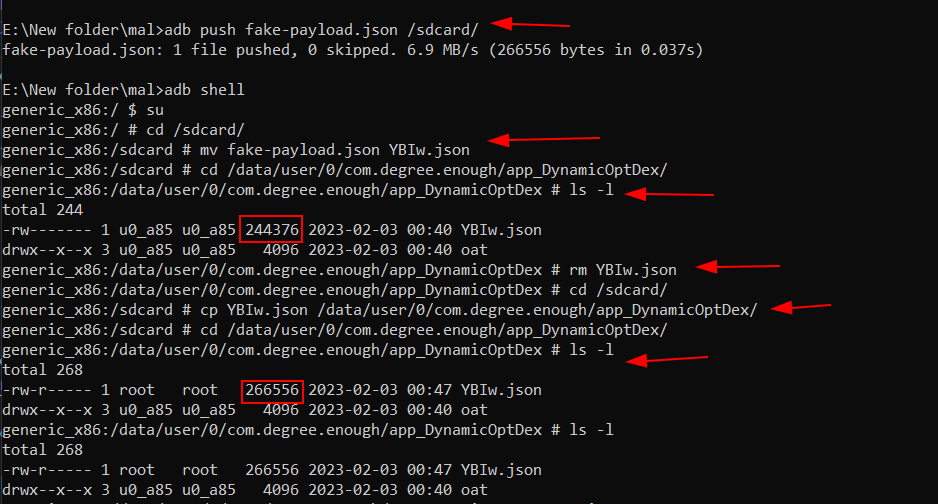 E:\New folder\mal>adb push fake-payload.json /sdcard/
fake-payload.json: 1 file pushed, 0 skipped. 6.9 MB/s (266556 bytes in 0.037s)
E:\New folder\mal>adb shell
generic_x86:/ $ su
generic_x86:/ # cd /sdcard/
generic_x86:/sdcard # mv fake-payload.json YBIw.json
generic_x86:/sdcard # cd /data/user/0/com.degree.enough/app_DynamicOptDex/
generic_x86:/data/user/0/com.degree.enough/app_DynamicOptDex # ls -l
total 244
-rw------- 1 u0_a85 u0_a85 244376 2023-02-03 00:40 YBIw.json
drwx--x--x 3 u0_a85 u0_a85   4096 2023-02-03 00:40 oat
generic_x86:/data/user/0/com.degree.enough/app_DynamicOptDex # rm YBIw.json
generic_x86:/data/user/0/com.degree.enough/app_DynamicOptDex # cd /sdcard/
generic_x86:/sdcard # cp YBIw.json /data/user/0/com.degree.enough/app_DynamicOptDex/
generic_x86:/sdcard # cd /data/user/0/com.degree.enough/app_DynamicOptDex/
generic_x86:/data/user/0/com.degree.enough/app_DynamicOptDex # ls -l
total 268
-rw-r----- 1 root   root   266556 2023-02-03 00:47 YBIw.json
drwx--x--x 3 u0_a85 u0_a85   4096 2023-02-03 00:40 oat
generic_x86:/data/user/0/com.degree.enough/app_DynamicOptDex # ls -l
total 268
-rw-r----- 1 root   root   266556 2023-02-03 00:47 YBIw.json
drwx--x--x 3 u0_a85 u0_a85   4096 2023-02-03 00:40 oat